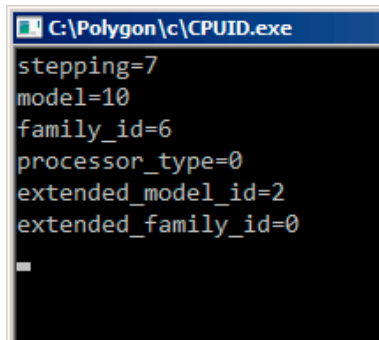 C:\Polygon\c\CPUID.exe
stepping=7
model=10
family_id=6
processor_type=0
extended_model_id=2
extended_family_id=0